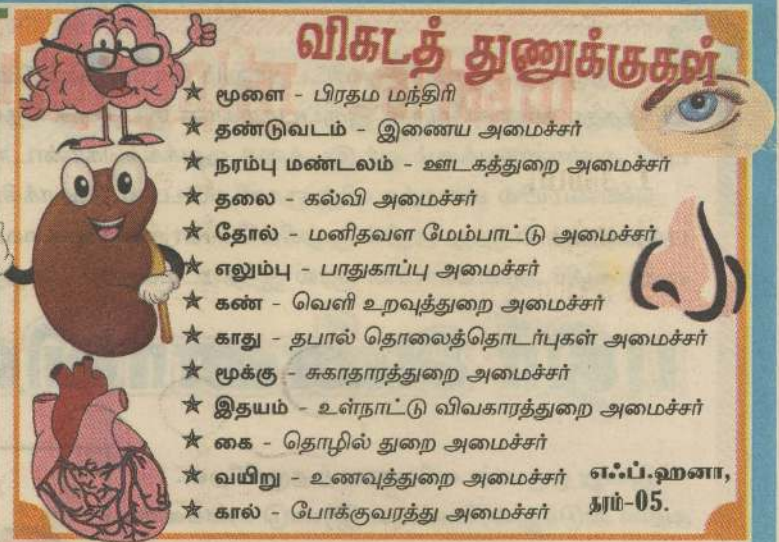 விகடத் துணுக்குகள்
★ மூளை - பிரதம மந்திரி
★ தண்டுவடம் - இணைய அமைச்சர்
★ நரம்பு மண்டலம் - ஊடகத்துறை அமைச்சர்
★ தலை - கல்வி அமைச்சர்
★ தோல் - மனிதவள மேம்பாட்டு அமைச்சர்
★ எலும்பு - பாதுகாப்பு அமைச்சர்
★ கண் - வெளி உறவுத்துறை அமைச்சர்
★ காது - தபால் தொலைத்தொடர்புகள் அமைச்சர்
★ மூக்கு - சுகாதாரத்துறை அமைச்சர்
★ இதயம் - உள்நாட்டு விவகாரத்துறை அமைச்சர்
★ கை - தொழில் துறை அமைச்சர்
★ வயிறு - உணவுத்துறை அமைச்சர்
★ கால் - போக்குவரத்து அமைச்சர்
எஃப்.ஹனா,
தரம்-05.